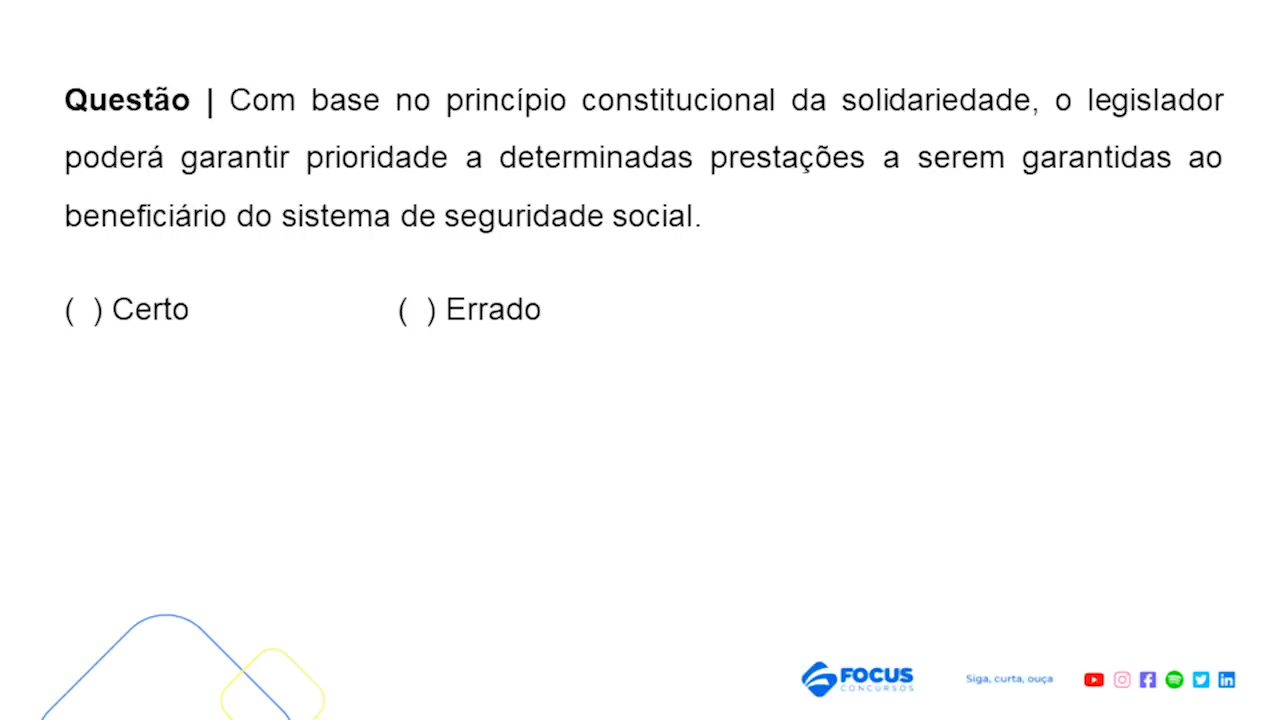 Questão | Com base no princípio constitucional da solidariedade, o legislador
poderá garantir prioridade a determinadas prestações a serem garantidas ao
beneficiário do sistema de seguridade social.
( ) Certo ( ) Errado
FOCUS
CONCURSOS
Siga, curta, ouça